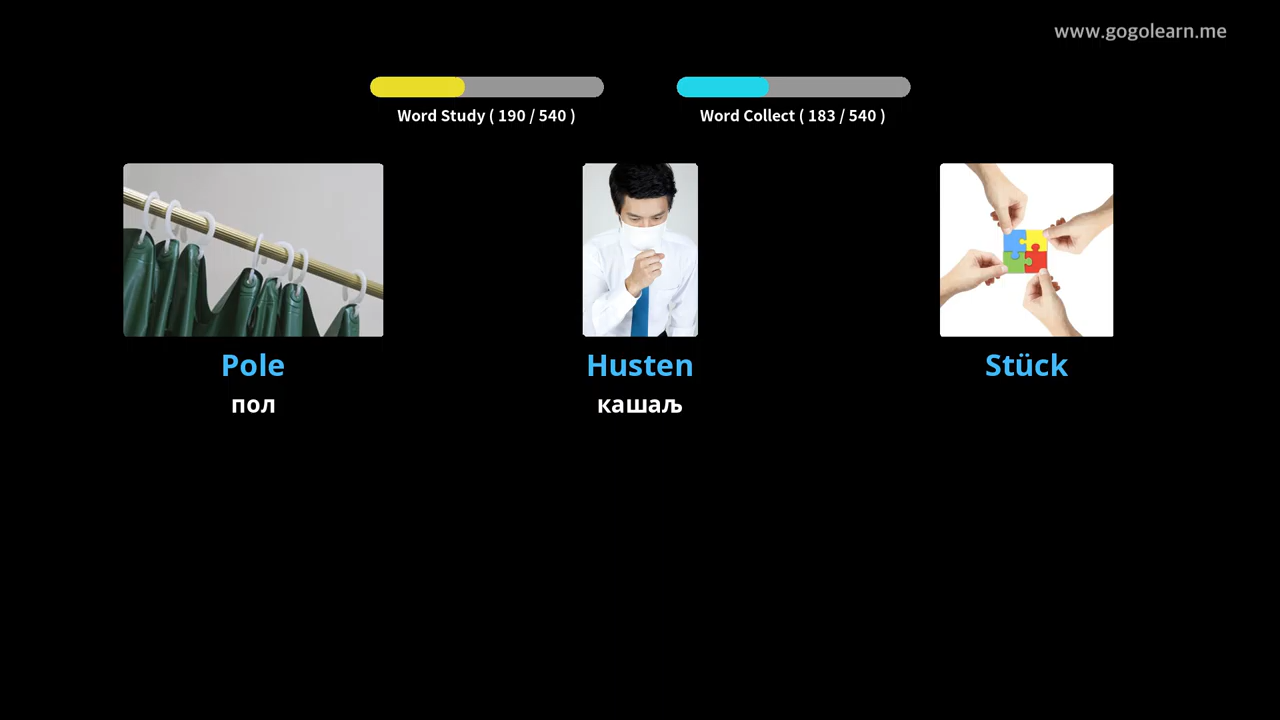 www.gogolearn.me
Word Study ( 190 / 540 )
Word Collect ( 183 / 540 )
Pole
Husten
Stück
пол
кашаљ